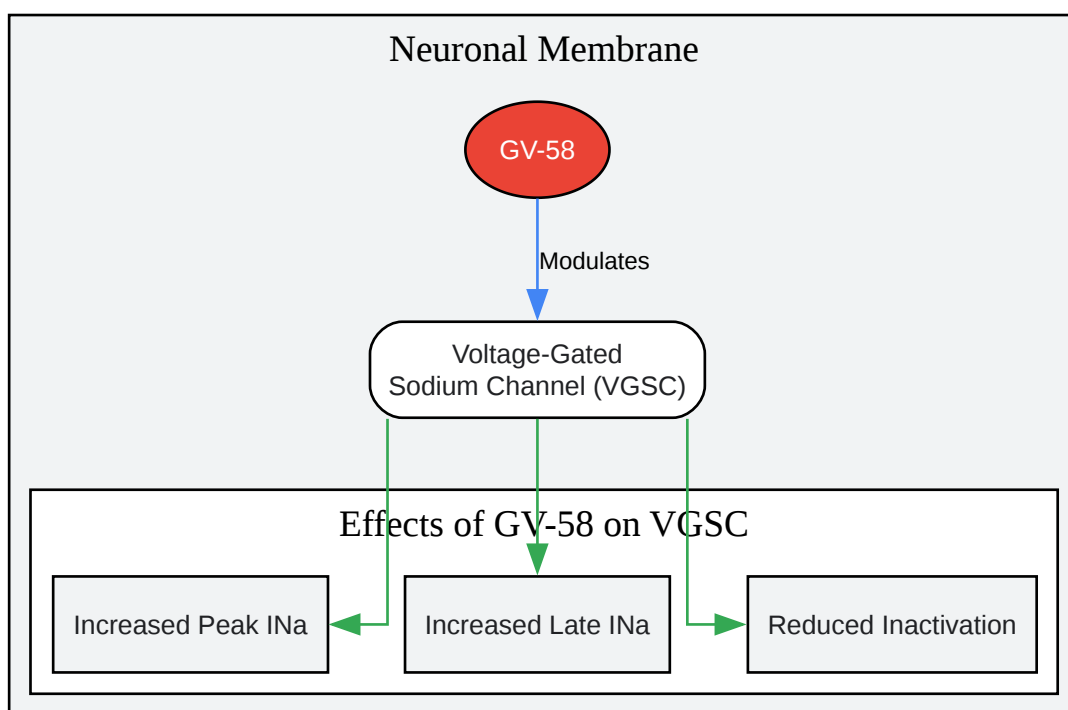 Neuronal Membrane
GV-58
Modulates
Voltage-Gated
Sodium Channel (VGSC)
Effects of GV-58 on VGSC
Increased Peak INa
Increased Late INa
Reduced Inactivation